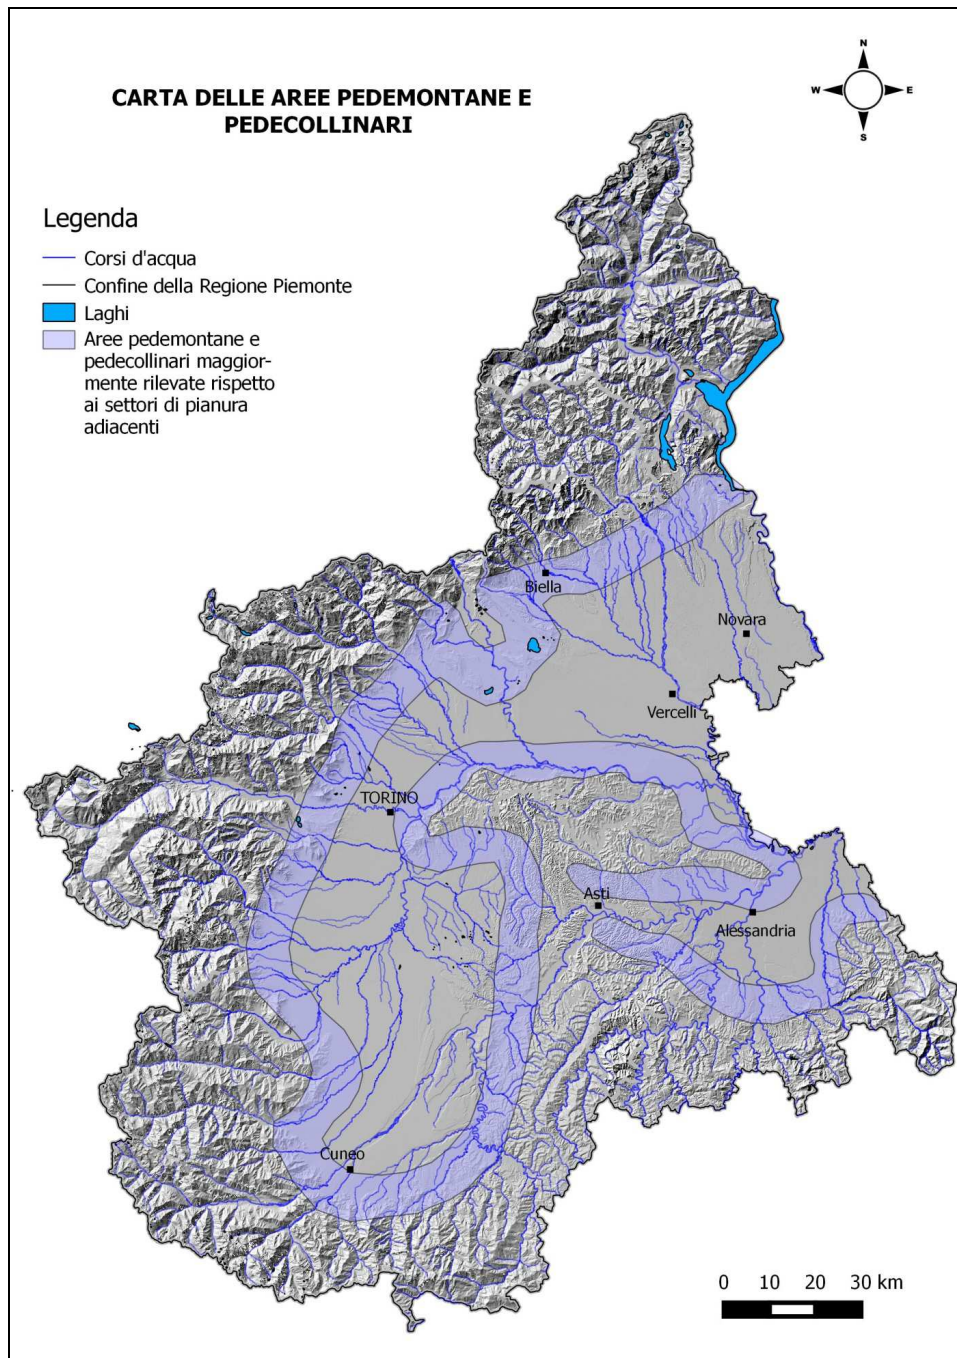 N
W E
S
CARTA DELLE AREE PEDEMONTANE E
PEDECOLLINARI
Legenda
Corsi d'acqua
Confine della Regione Piemonte
Laghi
Aree pedemontane e
pedecollinari maggior-
mente rilevate rispetto
ai settori di pianura
adiacenti
Biella
Novara
Vercelli
TORINO
Asti
Alessandria
Cuneo
0 10 20 30 km